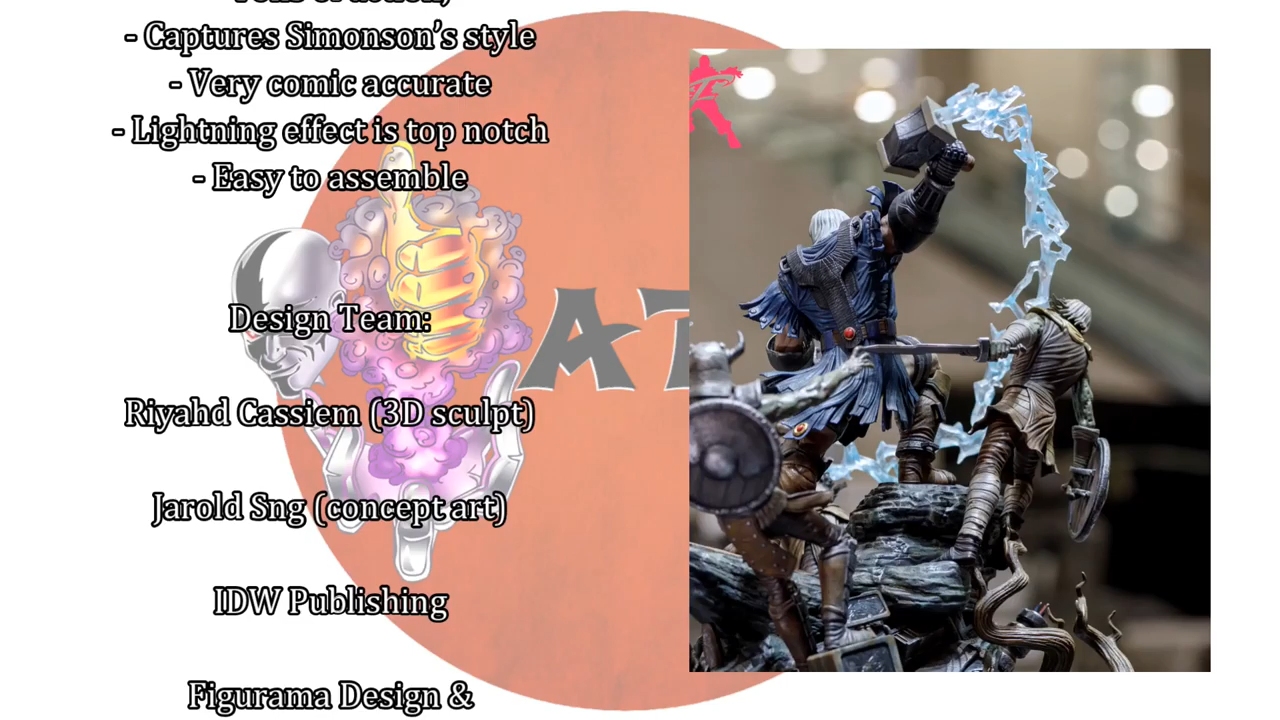 - Captures Simonson's style
- Very comic accurate
- Lightning effect is top notch
- Easy to assemble
Design Team:
AT
Riyahd Cassiem (3D sculpt)
Jarold Sng (concept art)
IDW Publishing
Figurama Design &